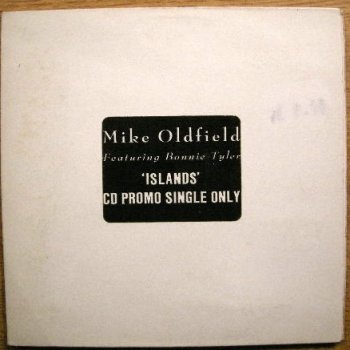 Mike Oldfield
Featuring Bonnie Tyler
'ISLANDS'
CD PROMO SINGLE ONLY